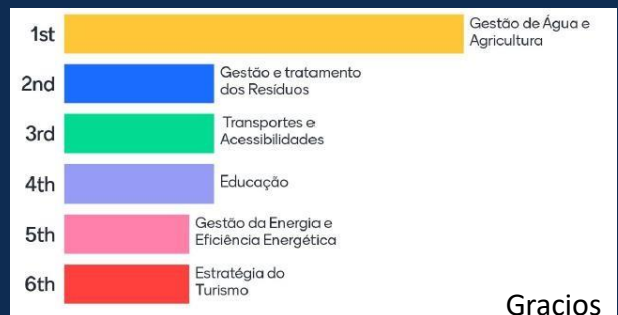 1st
Gestão de Água e
Agricultura
2nd
Gestão e tratamento
dos Resíduos
3rd
Transportes e
Acessibilidades
4th
Educação
5th
Gestão da Energia e
Eficiência Energética
6th
Estratégia do
Turismo
Gracios